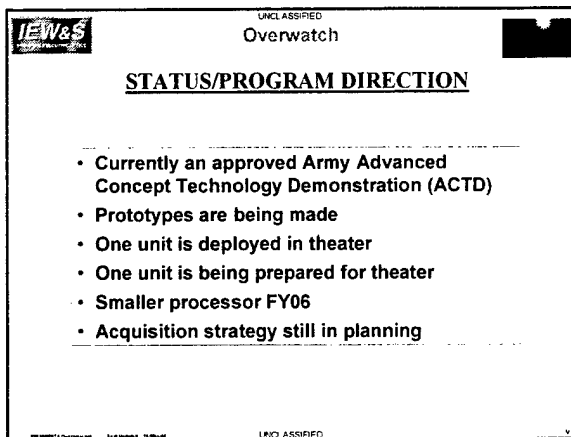 UNCLASSIFIED
IEW&S
Overwatch
STATUS/PROGRAM DIRECTION
• Currently an approved Army Advanced
Concept Technology Demonstration (ACTD)
• Prototypes are being made
• One unit is deployed in theater
• One unit is being prepared for theater
• Smaller processor FY06
• Acquisition strategy still in planning
UNCLASSIFIED